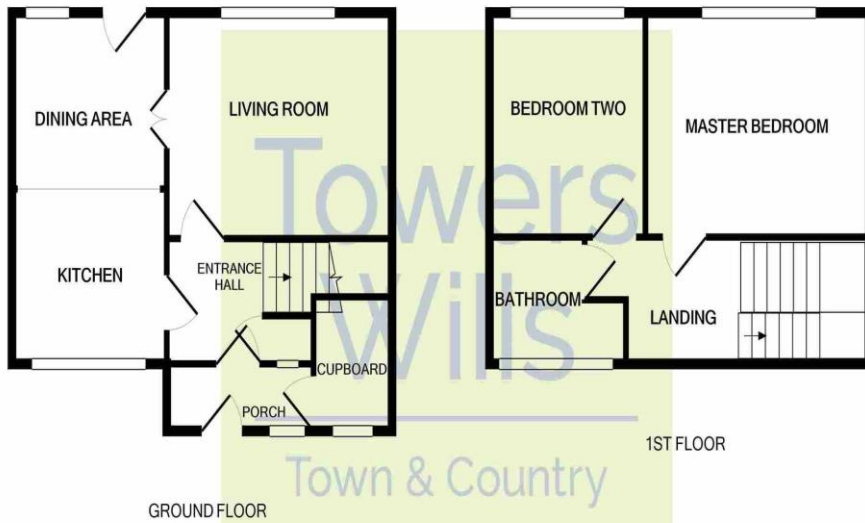 DINING AREA
LIVING ROOM
KITCHEN
ENTRANCE
HALL
CUPBOARD
PORCH
GROUND FLOOR
BEDROOM TWO
MASTER BEDROOM
BATHROOM
LANDING
1ST FLOOR
Towers
Wills
Town & Country